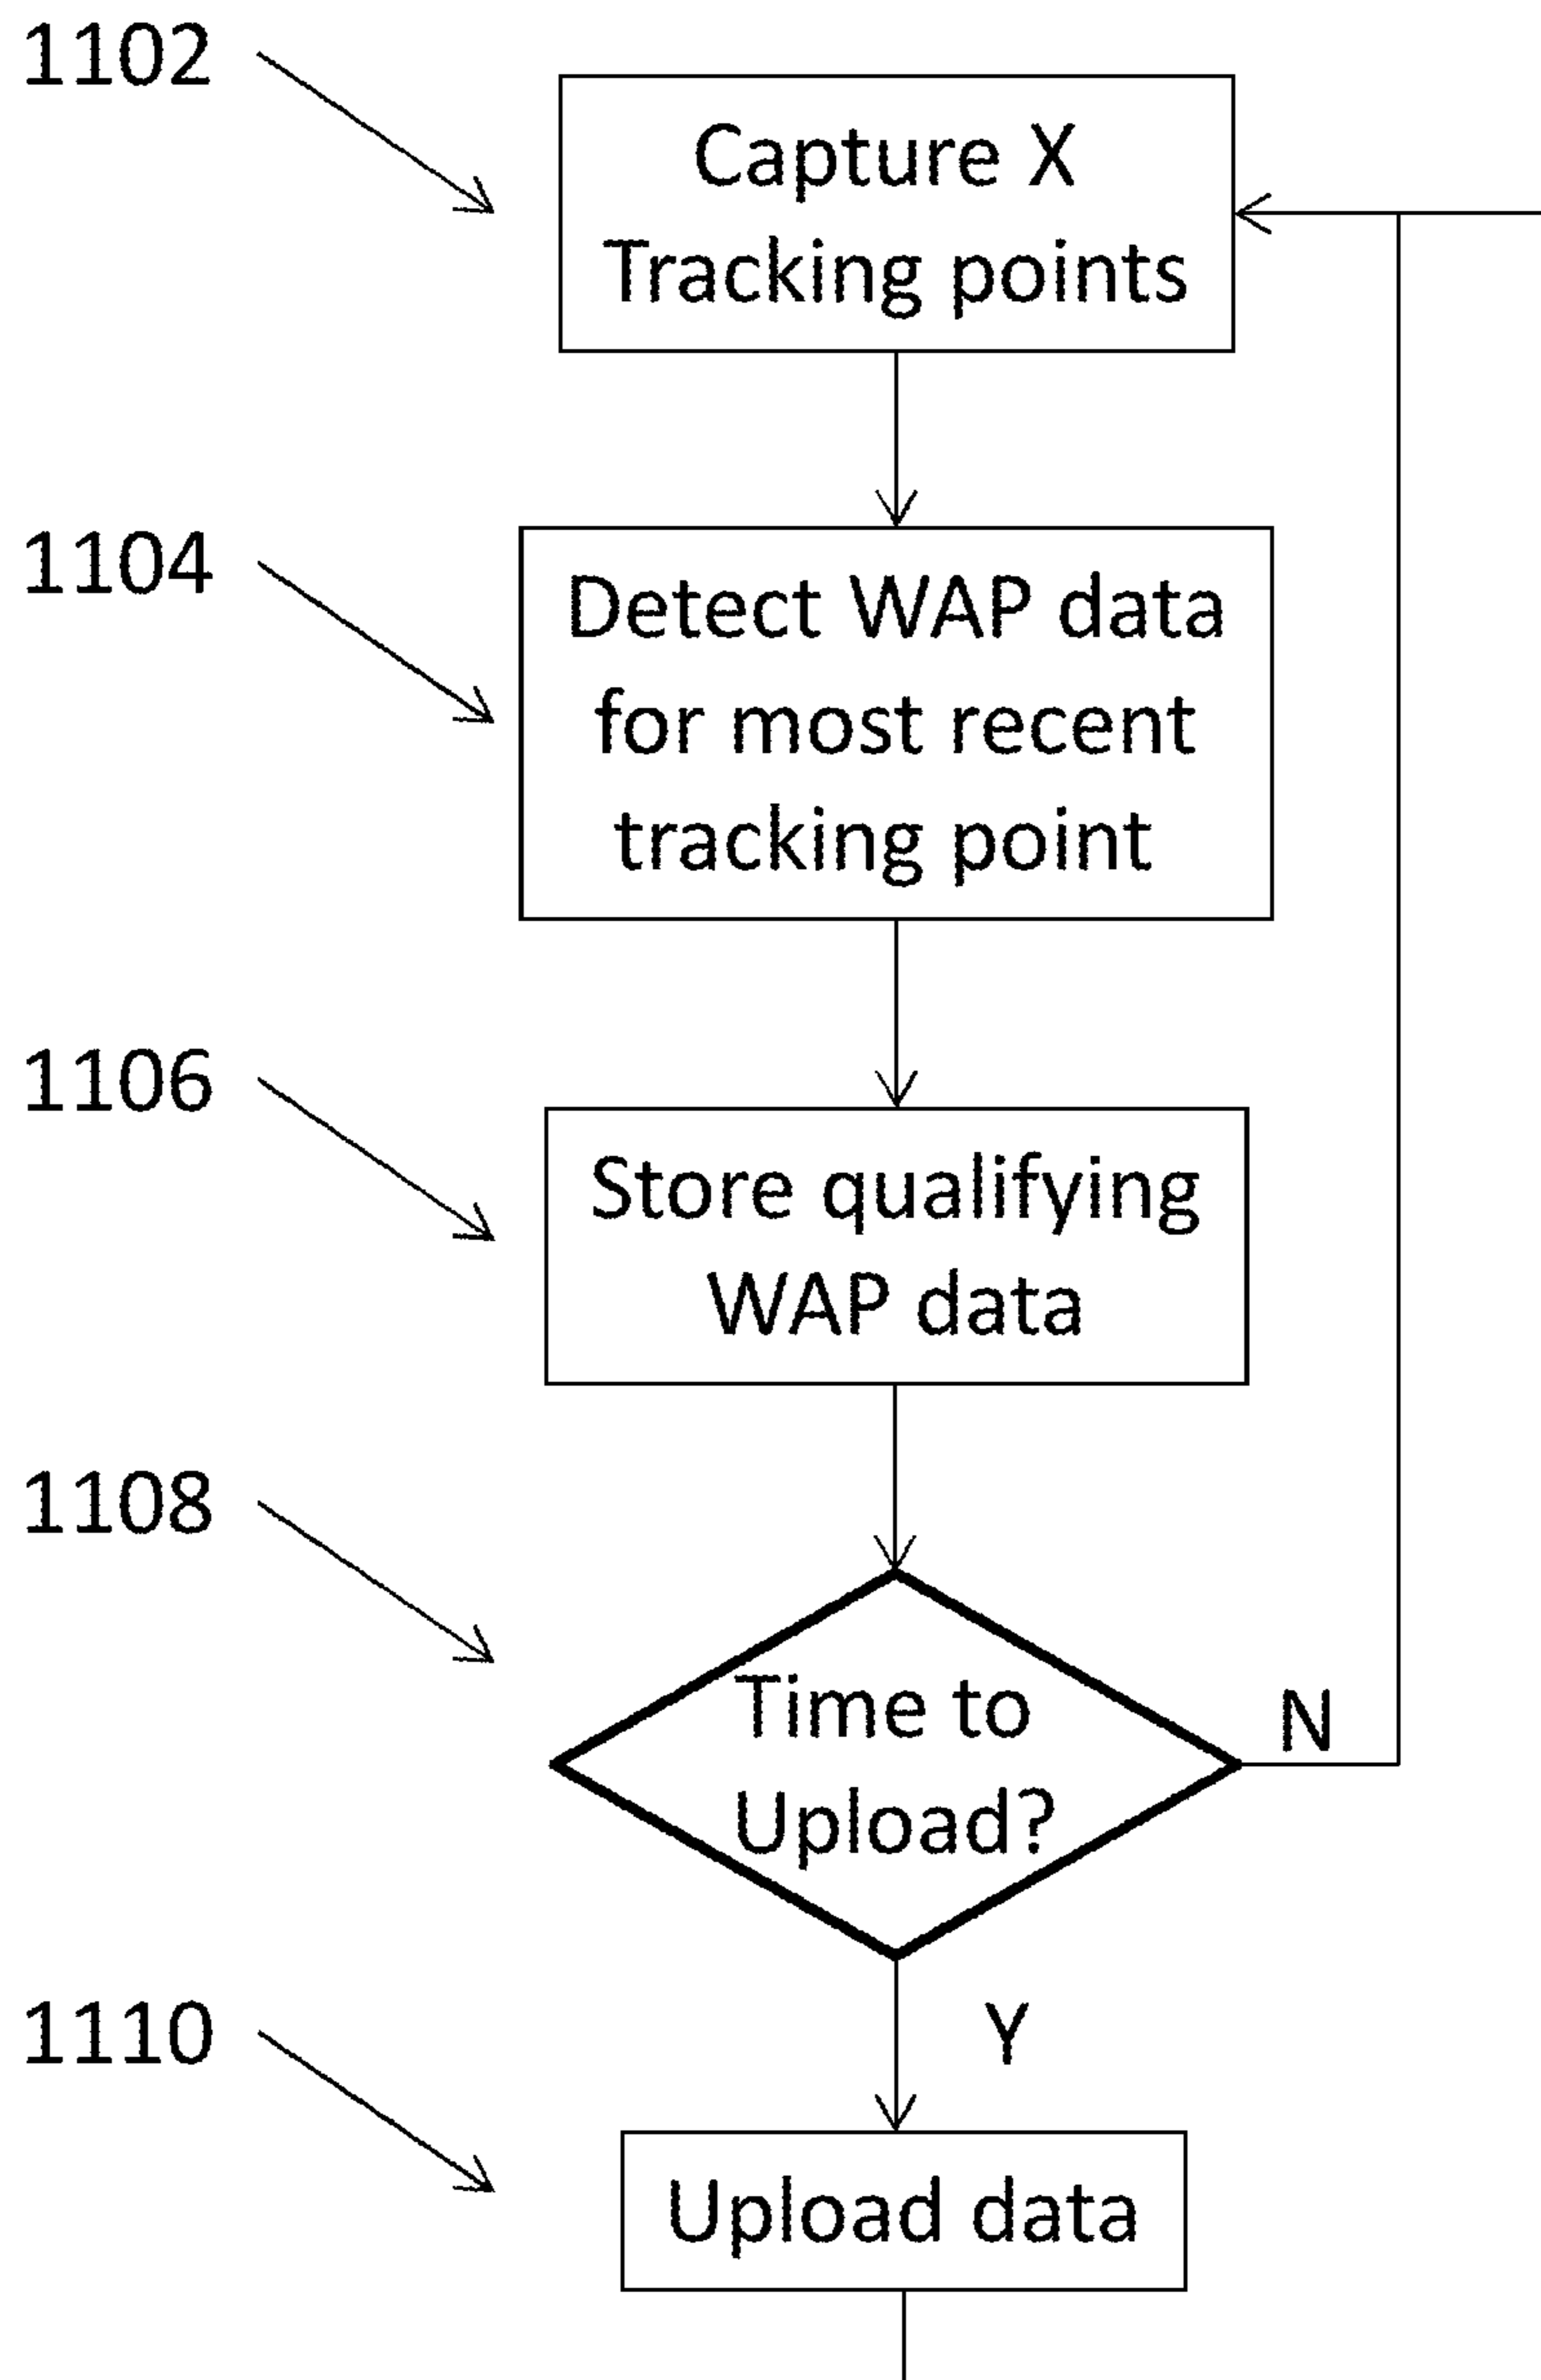 1102
Capture X
Tracking points
1104
Detect WAP data
for most recent
tracking point
1106
Store qualifying
WAP data
1108
Time to
Upload?
N
Y
1110
Upload data